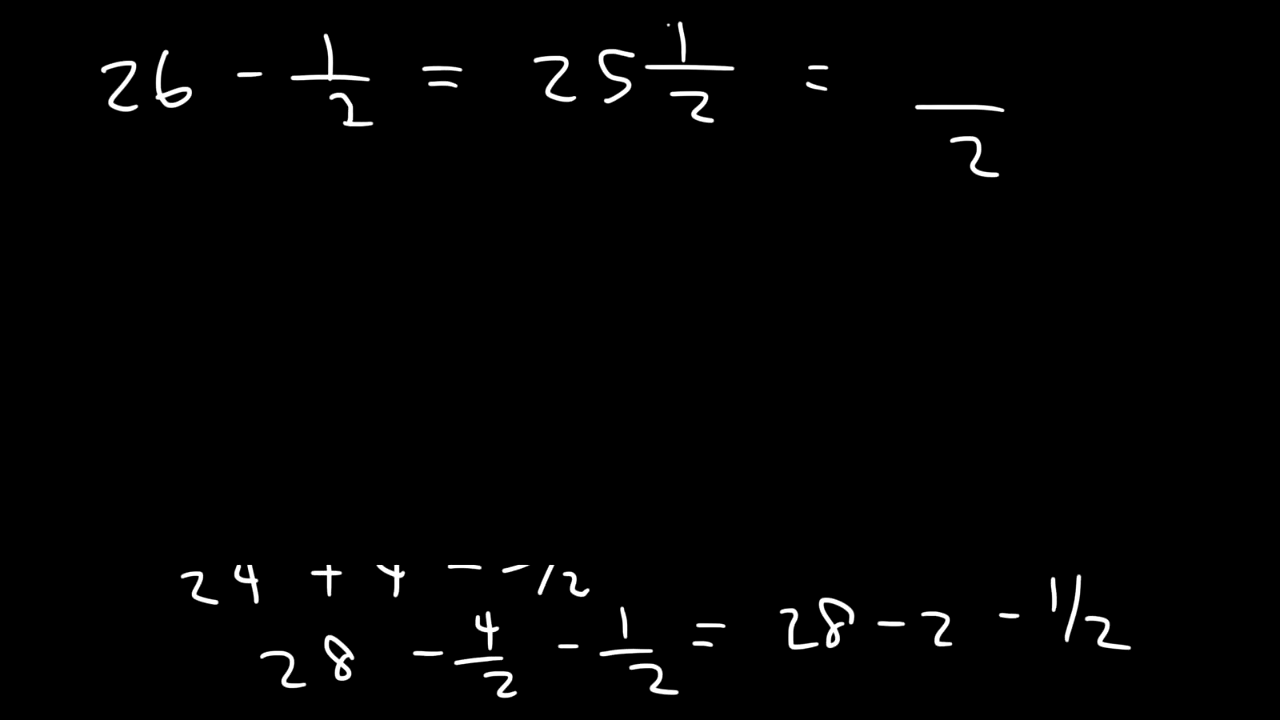 26 - 1/2 = 25 1/2 = /2
24 + 4 - - 1/2
28 - 4/2 - 1/2 = 28 - 2 - 1/2